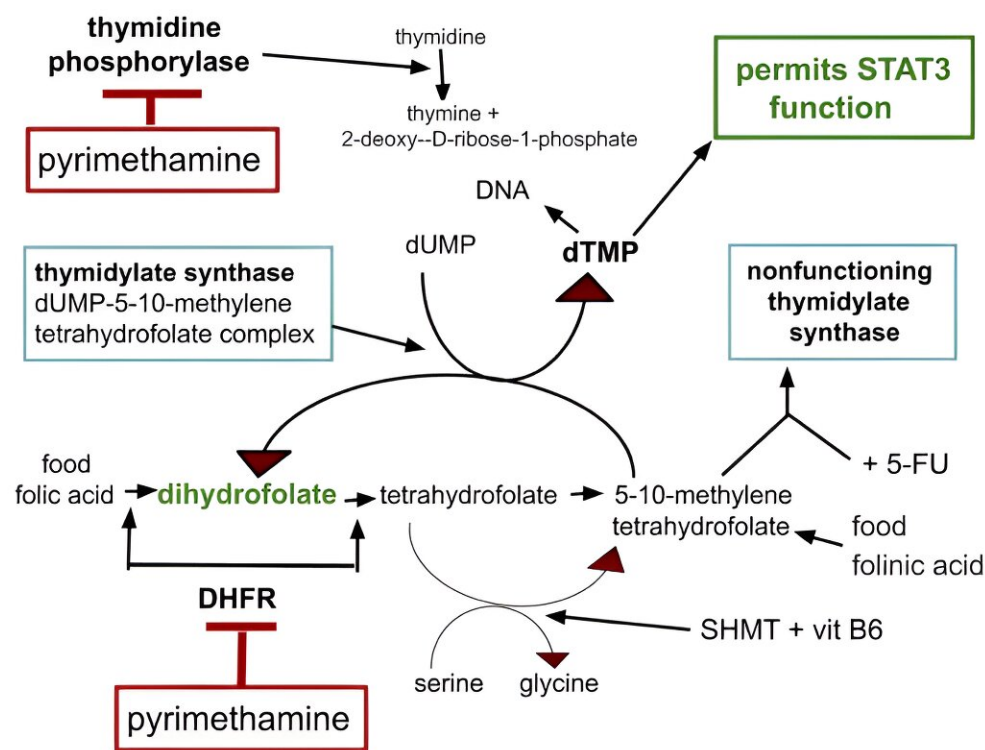 thymidine
phosphorylase
thymidine
permits STAT3
function
thymine +
2-deoxy--D-ribose-1-phosphate
pyrimethamine
DNA
dUMP
dTMP
thymidylate synthase
dUMP-5-10-methylene
tetrahydrofolate complex
nonfunctioning
thymidylate
synthase
food
folic acid
dihydrofolate
tetrahydrofolate
5-10-methylene
tetrahydrofolate
+ 5-FU
food
folinic acid
DHFR
SHMT + vit B6
serine
glycine
pyrimethamine